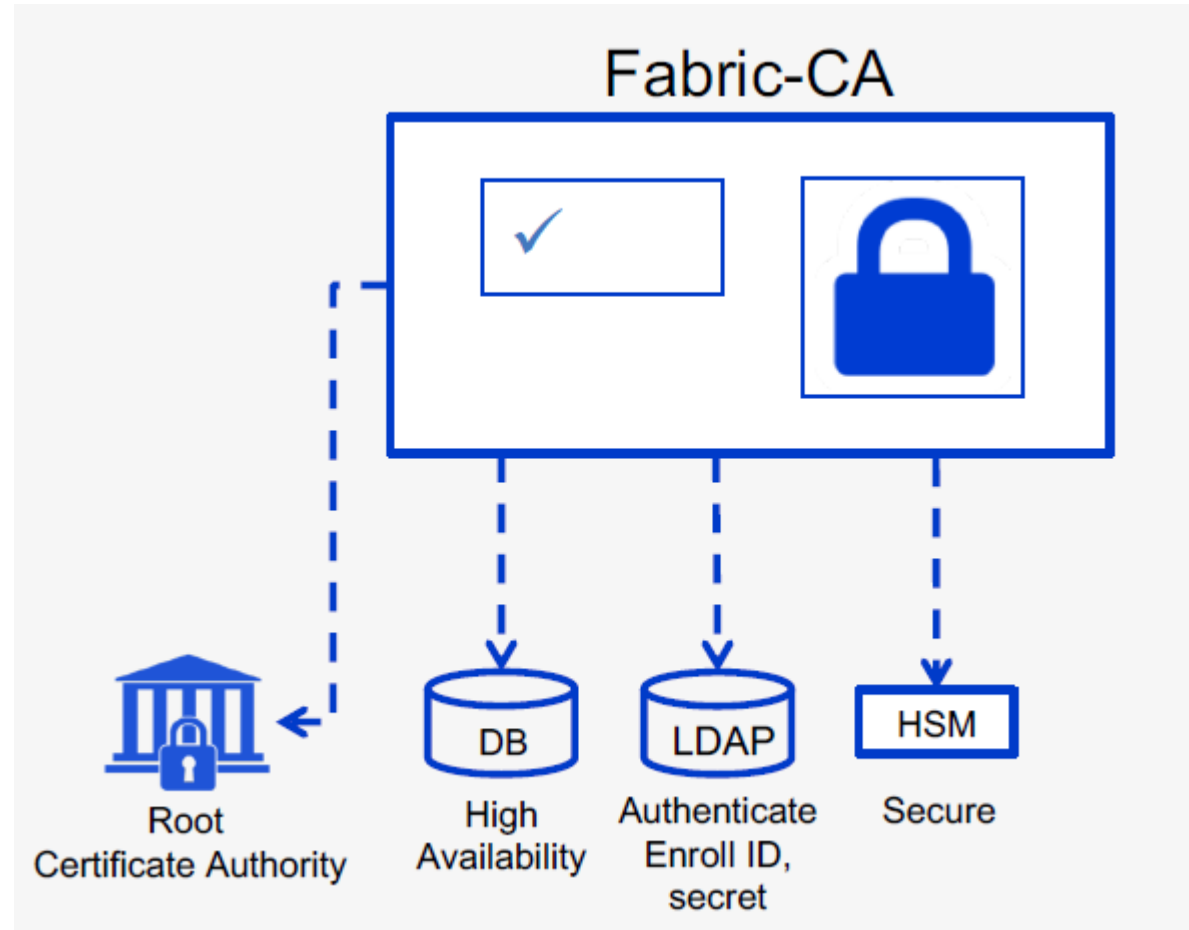 Fabric-CA
DB
LDAP
HSM
Root
Certificate Authority
High
Availability
Authenticate
Enroll ID,
secret
Secure